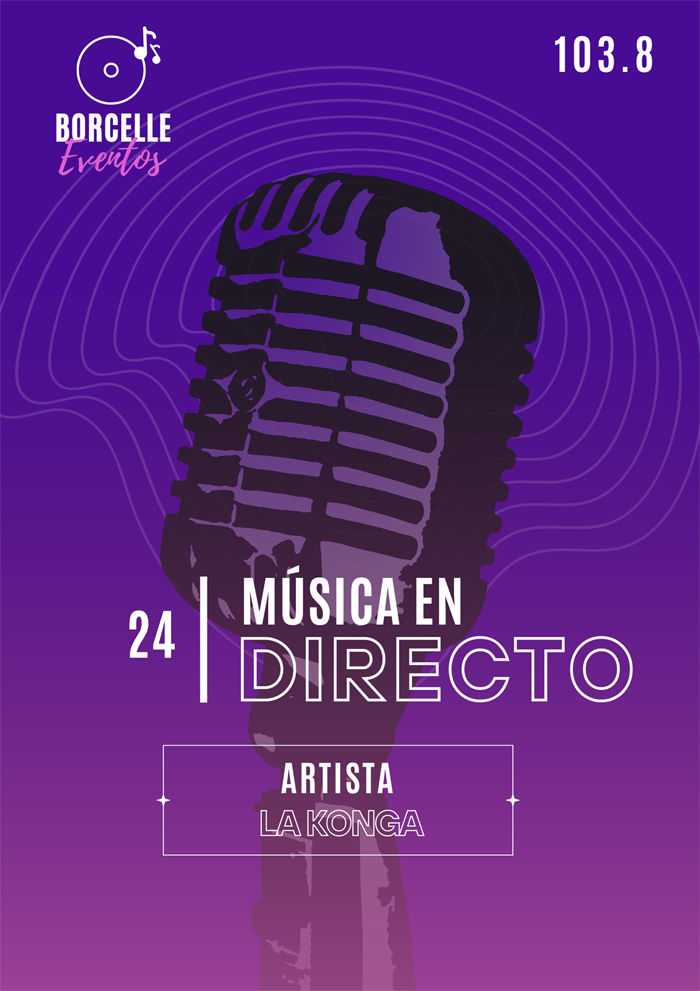 BORCELLE
Eventos
103.8
24
MÚSICA EN
DIRECTO
ARTISTA
LA KONGA